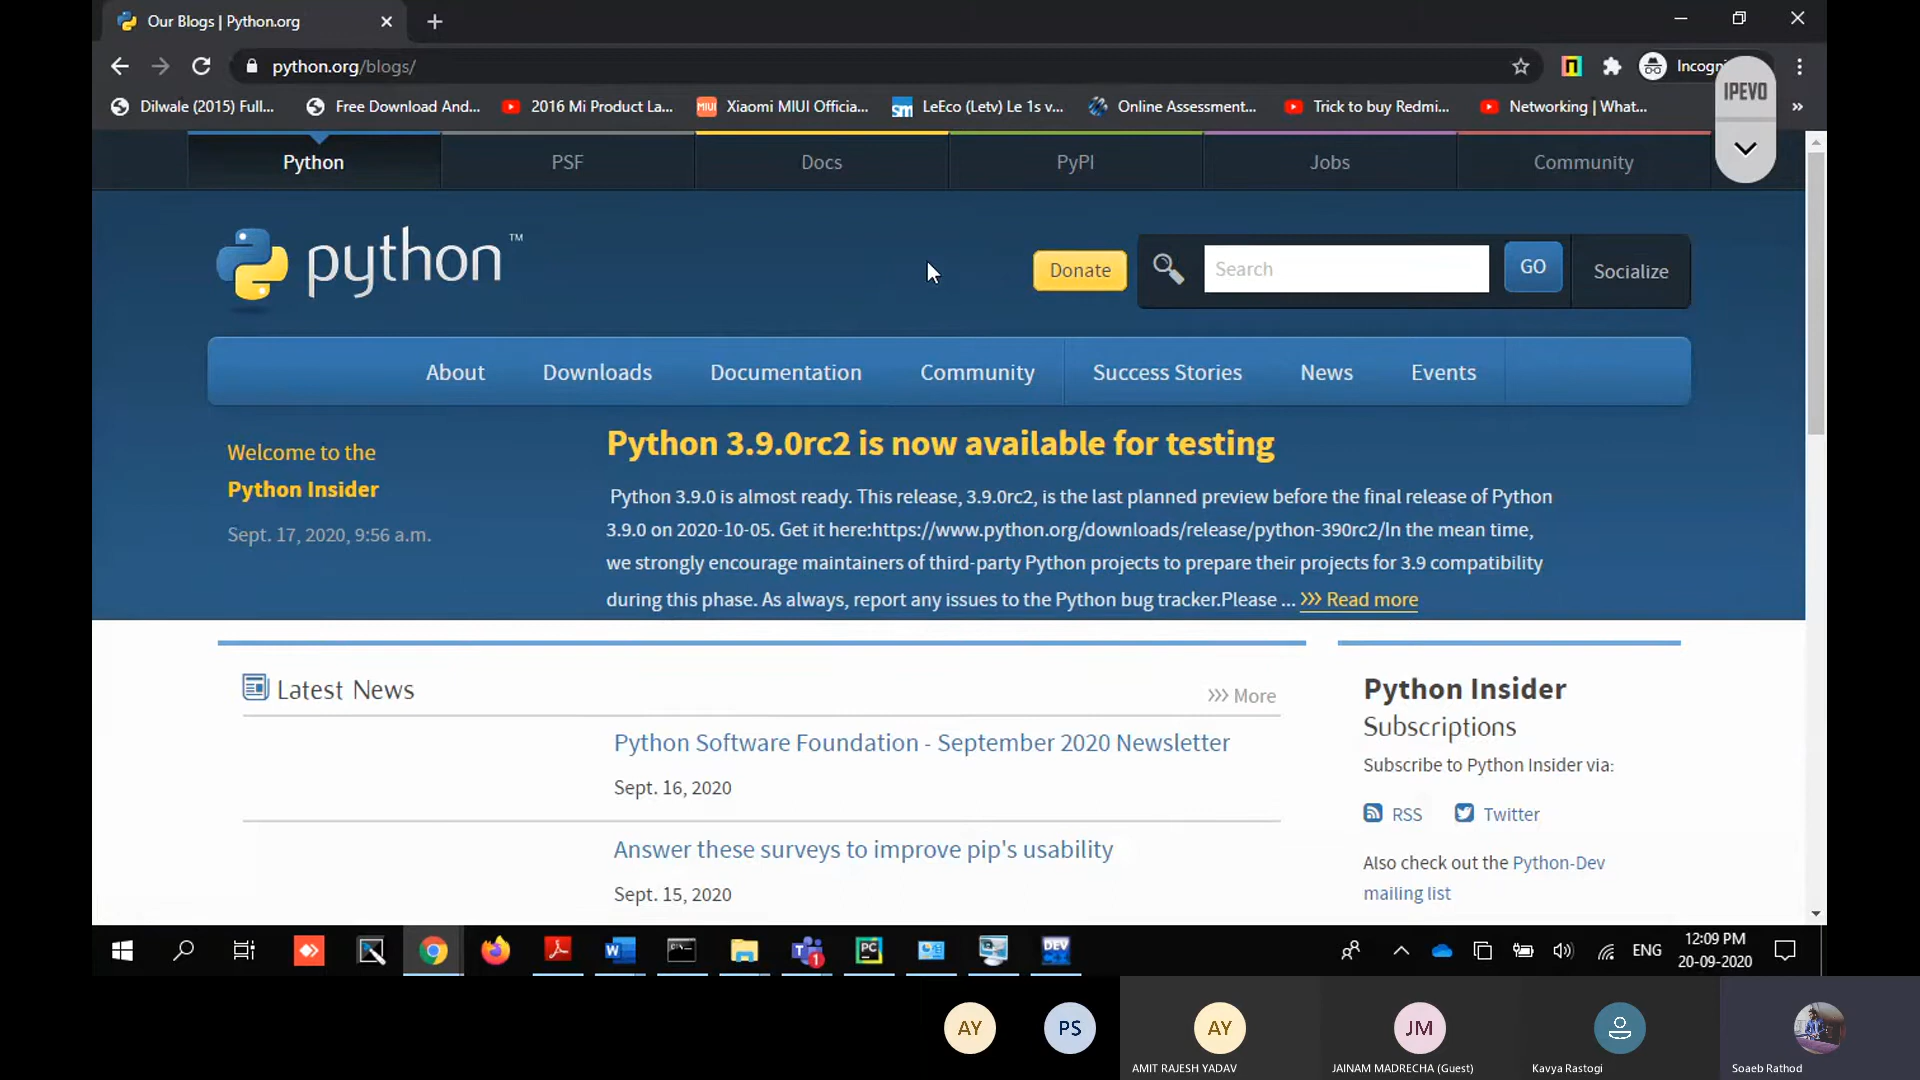 Our Blogs | Python.org
python.org/blogs/
Dilwale (2015) Full...
Free Download And...
2016 Mi Product La...
MIUI
Xiaomi MIUI Officia...
sm
LeEco (Letv) Le 1s v...
Online Assessment...
Trick to buy Redmi...
Networking | What...
IPEVO
Python
PSF
Docs
PyPI
Jobs
Community
python™
Donate
Search
GO
Socialize
About
Downloads
Documentation
Community
Success Stories
News
Events
Welcome to the
Python Insider
Sept. 17, 2020, 9:56 a.m.
Python 3.9.0rc2 is now available for testing
Python 3.9.0 is almost ready. This release, 3.9.0rc2, is the last planned preview before the final release of Python
3.9.0 on 2020-10-05. Get it here:https://www.python.org/downloads/release/python-390rc2/In the mean time,
we strongly encourage maintainers of third-party Python projects to prepare their projects for 3.9 compatibility
during this phase. As always, report any issues to the Python bug tracker.Please ... >>> Read more
Latest News
>>> More
Python Software Foundation - September 2020 Newsletter
Sept. 16, 2020
Answer these surveys to improve pip's usability
Sept. 15, 2020
Python Insider
Subscriptions
Subscribe to Python Insider via:
RSS
Twitter
Also check out the Python-Dev
mailing list
PC
1
DEV
ENG
12:09 PM
20-09-2020
AY
PS
AY
JM
AMIT RAJESH YADAV
JAINAM MADRECHA (Guest)
Kavya Rastogi
Soaeb Rathod